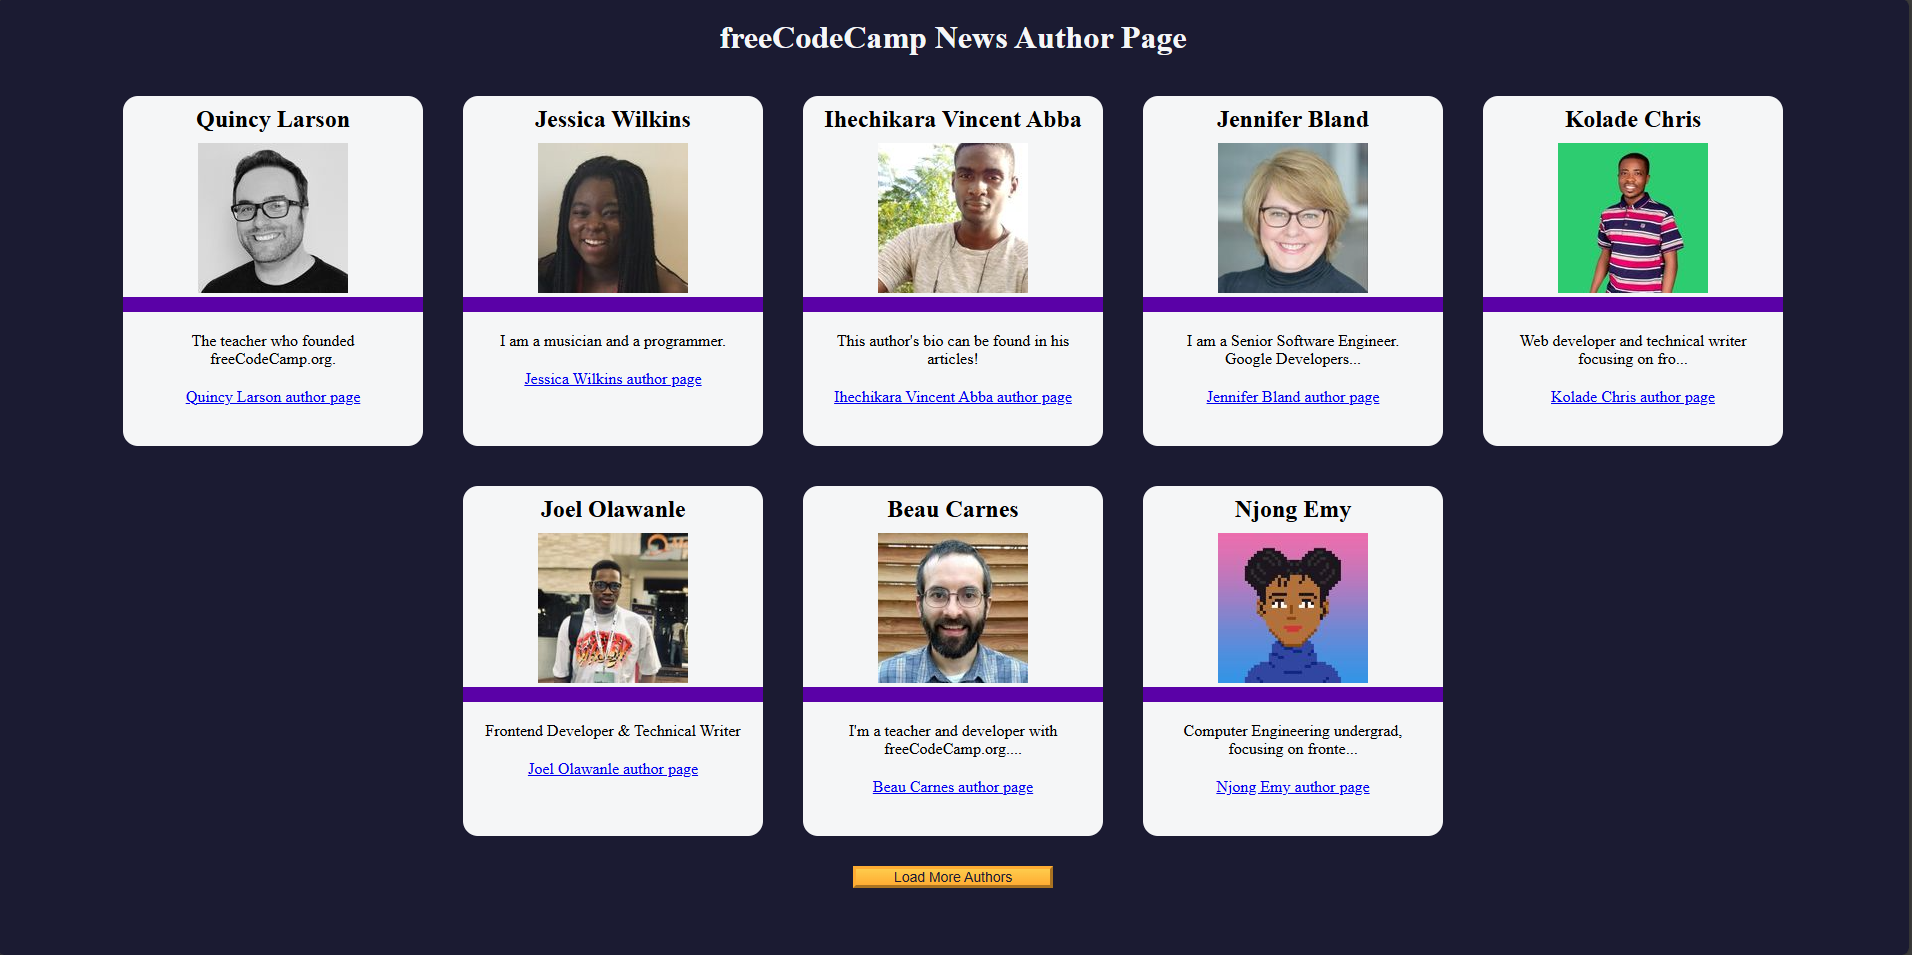 freeCodeCamp News Author Page
Quincy Larson
The teacher who founded
freeCodeCamp.org.
Quincy Larson author page
Jessica Wilkins
I am a musician and a programmer.
Jessica Wilkins author page
Ihechikara Vincent Abba
This author's bio can be found in his
articles!
Ihechikara Vincent Abba author page
Jennifer Bland
I am a Senior Software Engineer.
Google Developers...
Jennifer Bland author page
Kolade Chris
Web developer and technical writer
focusing on fro...
Kolade Chris author page
Joel Olawanle
Frontend Developer & Technical Writer
Joel Olawanle author page
Beau Carnes
I'm a teacher and developer with
freeCodeCamp.org....
Beau Carnes author page
Njong Emy
Computer Engineering undergrad,
focusing on fronte...
Njong Emy author page
Load More Authors